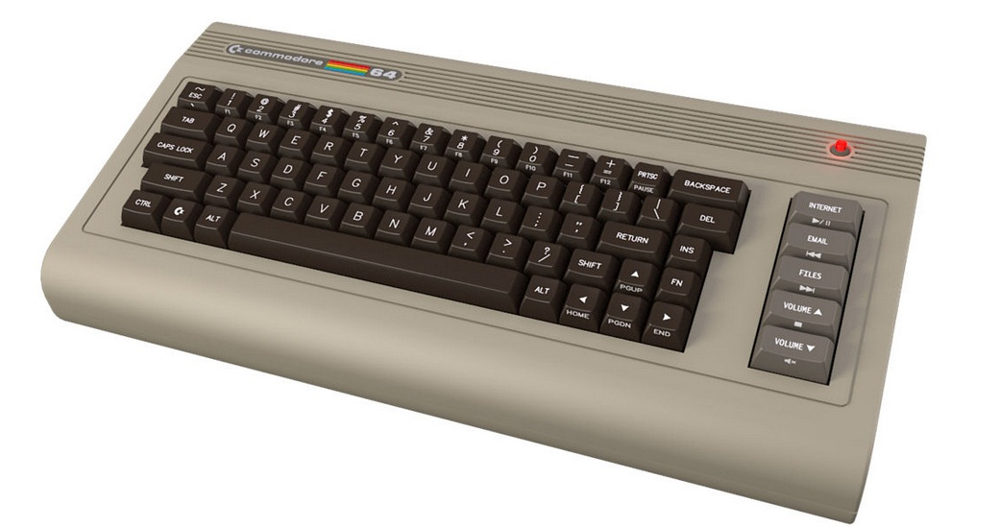 commodore 64
~ ESC ` ! 1 F1 @ 2 F2 # 3 F3 $ 4 F4 % 5 F5 ^ 6 F6 & 7 F7 * 8 F8 ( 9 F9 ) 0 F10 — – F11 + = F12 PRTSC PAUSE BACKSPACE
TAB Q W E R T Y U I O P { [ } ] | \ DEL
CAPS LOCK A S D F G H J K L : ; " ' RETURN INS
SHIFT Z X C V B N M < , > . ? / SHIFT ▲ PGUP FN
CTRL ALT ALT ◀ HOME ▼ PGDN ▶ END
INTERNET
▶/II
EMAIL
I◀◀
FILES
▶▶I
VOLUME ▲
■
VOLUME ▼